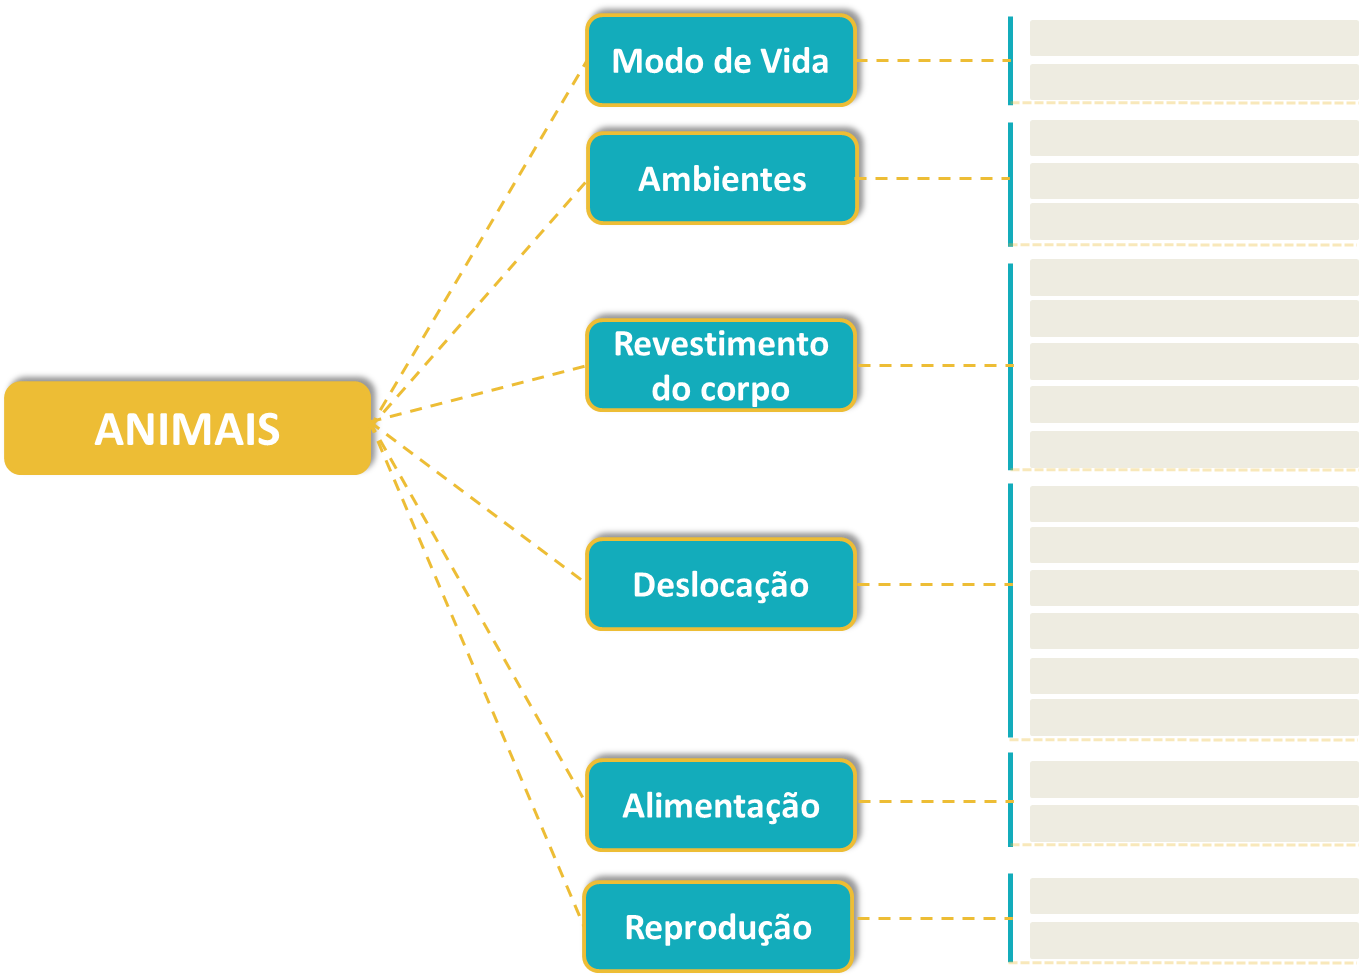 Modo de Vida
Ambientes
Revestimento
do corpo
ANIMAIS
Deslocação
Alimentação
Reprodução